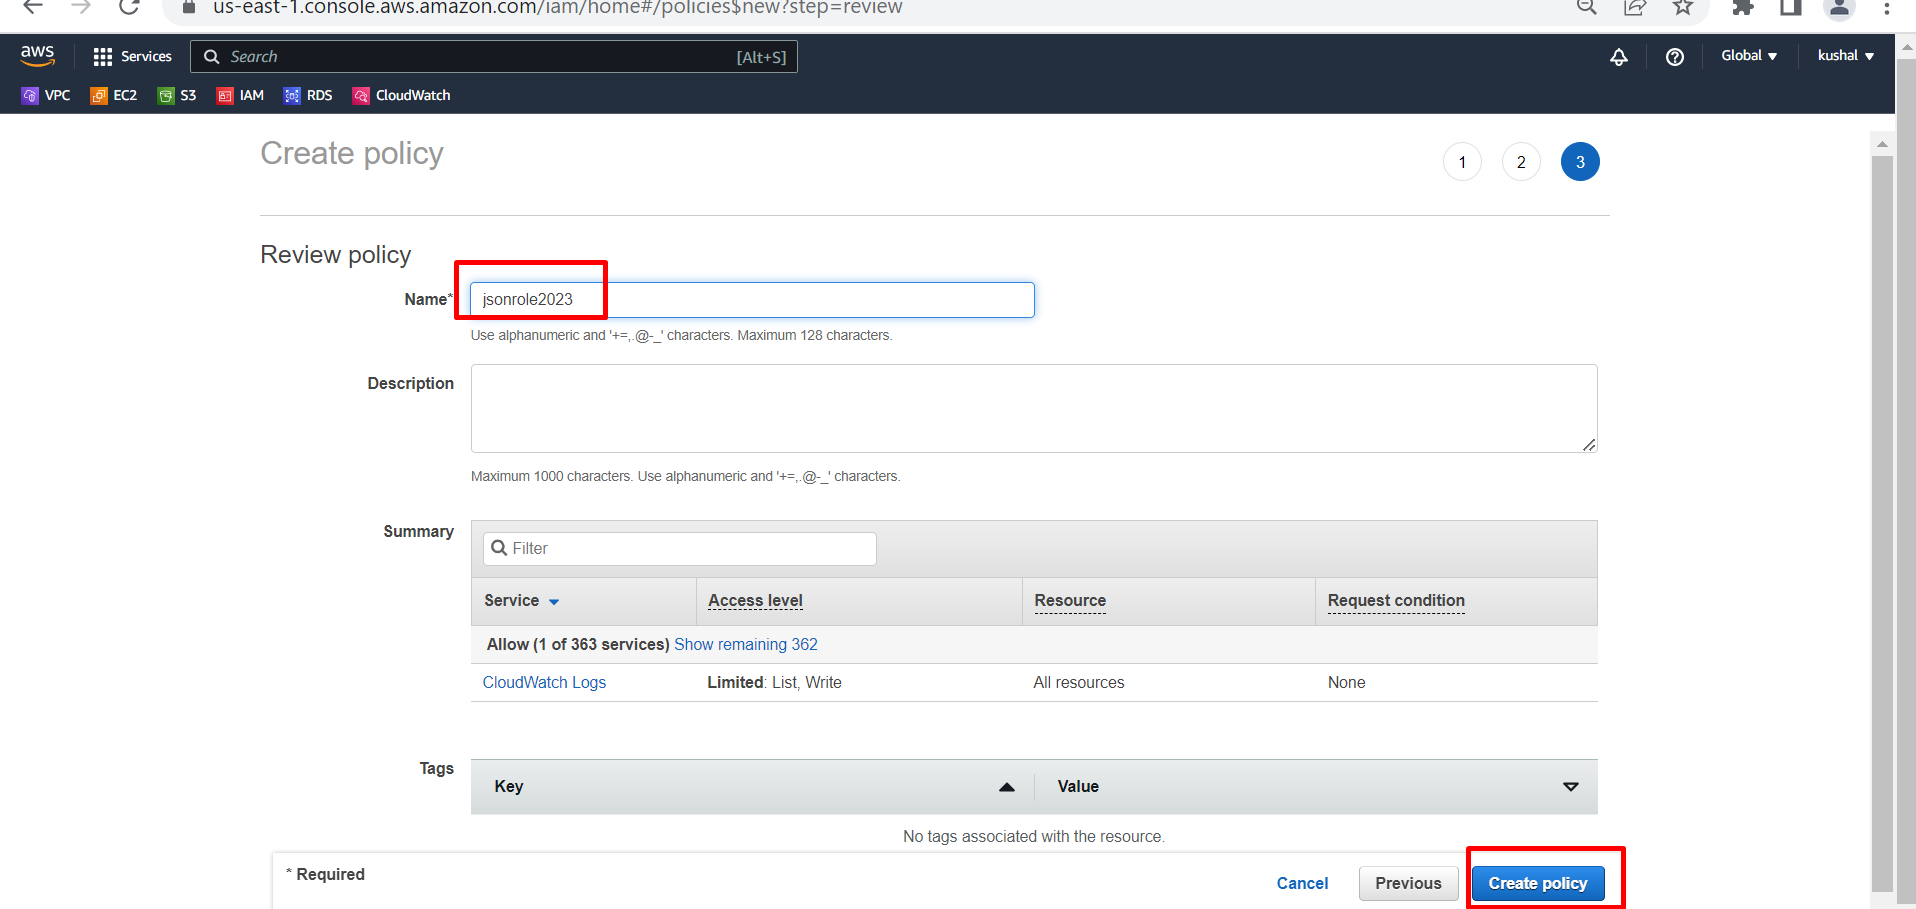 us-east-1.console.aws.amazon.com/iam/home#/policies$new?step=review
aws Services Search [Alt+S] Global kushal
VPC EC2 S3 IAM RDS CloudWatch
Create policy 1 2 3
Review policy
Name* jsonrole2023
Use alphanumeric and '+=,.@-_' characters. Maximum 128 characters.
Description
Maximum 1000 characters. Use alphanumeric and '+=,.@-_' characters.
Summary Filter
Service Access level Resource Request condition
Allow (1 of 363 services) Show remaining 362
CloudWatch Logs Limited: List, Write All resources None
Tags Key Value
No tags associated with the resource.
* Required Cancel Previous Create policy